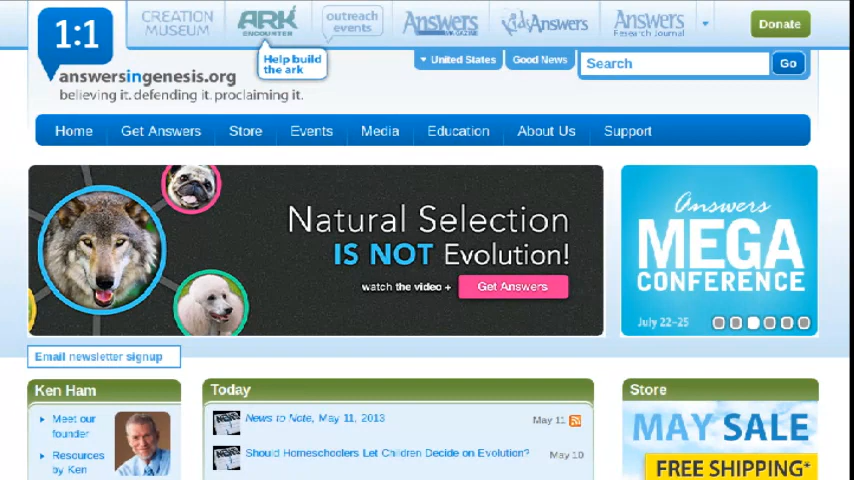 1:1
CREATION
MUSEUM
ARK
ENCOUNTER
outreach
events
Answers
MAGAZINE
KidsAnswers
Answers
Research Journal
Donate
Help build
the ark
United States
Good News
Search
Go
answersingenesis.org
believing it. defending it. proclaiming it.
Home
Get Answers
Store
Events
Media
Education
About Us
Support
Natural Selection
IS NOT Evolution!
watch the video +
Get Answers
Answers
MEGA
CONFERENCE
July 22–25
Email newsletter signup
Ken Ham
Meet our
founder
Resources
by Ken
Today
NEWS
News to Note, May 11, 2013
May 11
NEWS
Should Homeschoolers Let Children Decide on Evolution?
May 10
Store
MAY SALE
FREE SHIPPING*